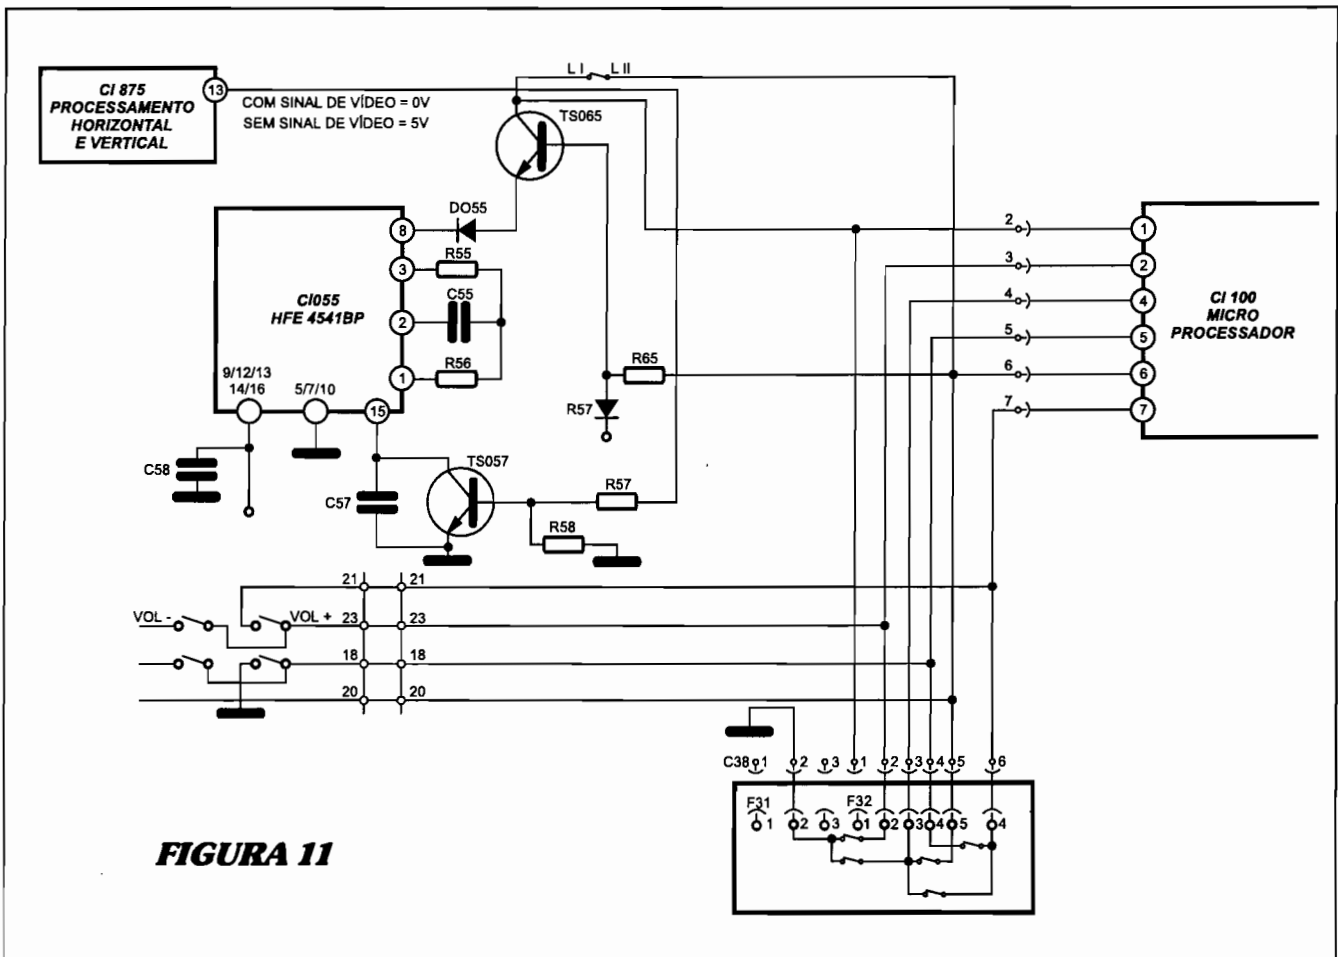 CI 875
PROCESSAMENTO
HORIZONTAL
E VERTICAL
13
COM SINAL DE VÍDEO = 0V
SEM SINAL DE VÍDEO = 5V
L I L II
TS065
DO55
8
R55
3
C55
2
R56
1
CI055
HFE 4541BP
9/12/13
14/16
5/7/10
15
R65
R57
C58
C57
TS057
R57
R58
2 1
3 2
4 4
5 5
6 6
7 7
CI 100
MICRO
PROCESSADOR
21 21
VOL - VOL + 23 23
18 18
20 20
C38 1 2 3 1 2 3 4 5 6
F31 F32
1 2 3 1 2 3 4 5 4
FIGURA 11